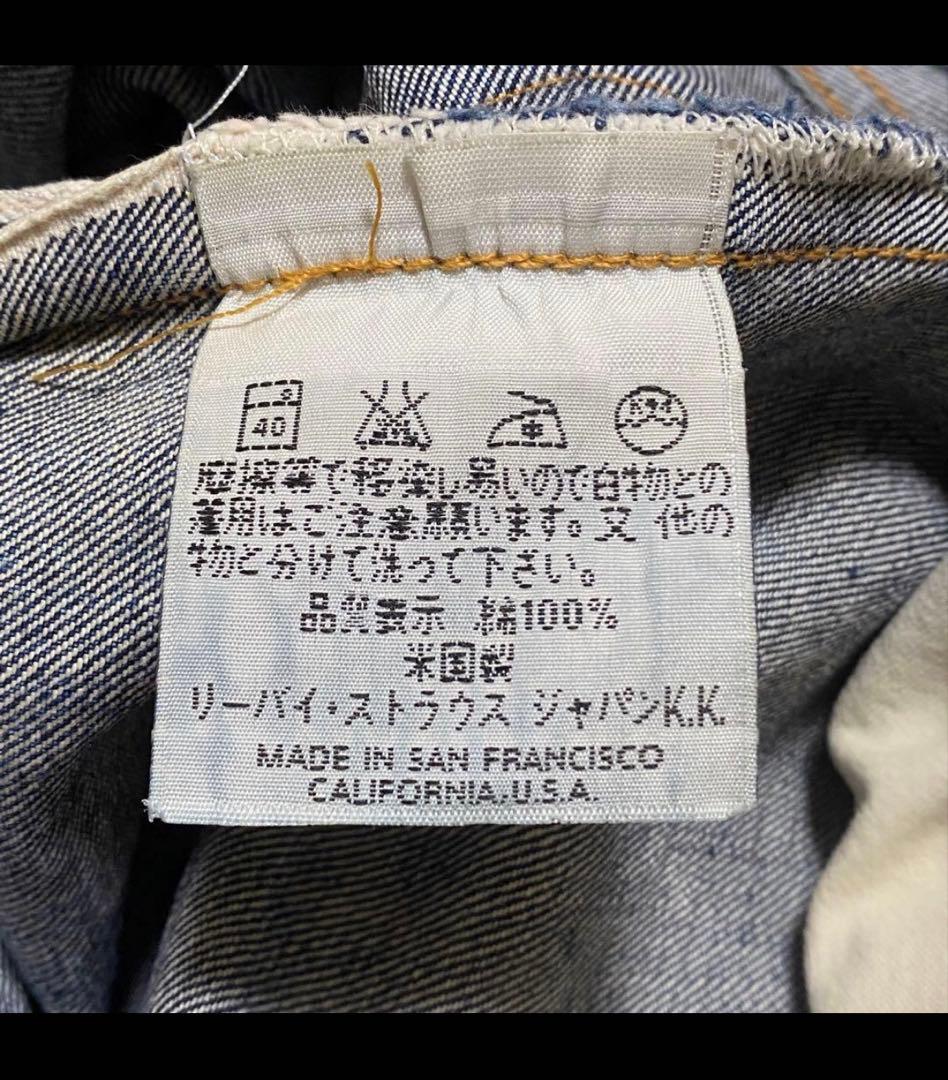 40
摩擦等で移染し易いので白物との
着用はご注意願います。又 他の
物と分けて洗って下さい。
品質表示 綿100%
米国製
リーバイ・ストラウス ジャパンK.K.
MADE IN SAN FRANCISCO
CALIFORNIA, U.S.A.